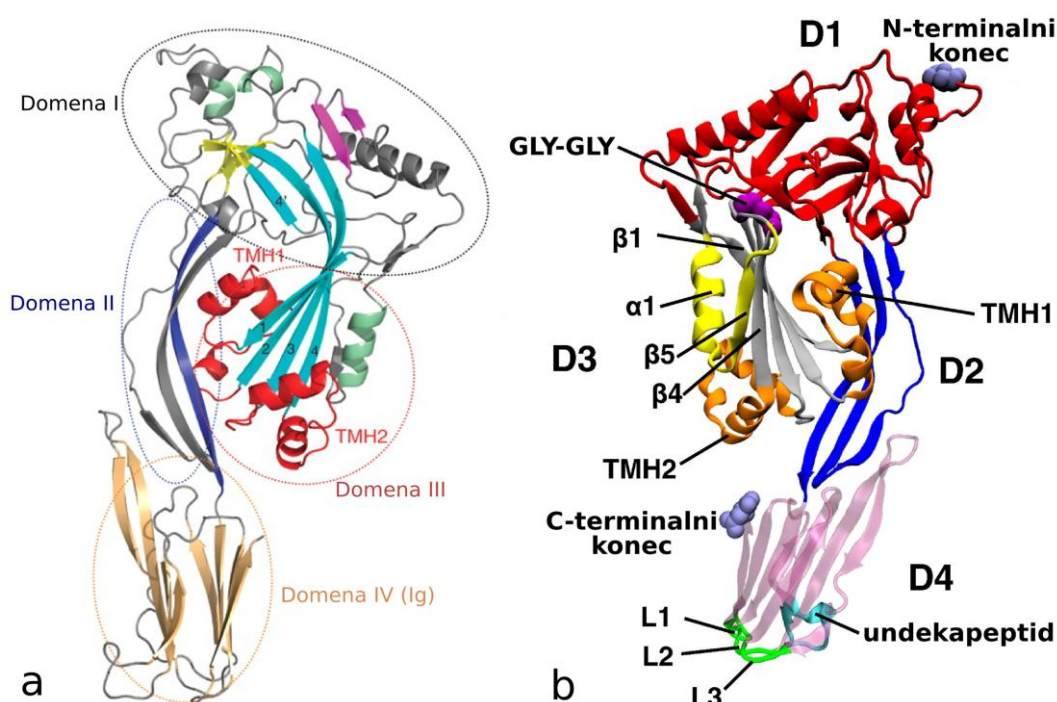 Domena I
4'
TMH1
Domena II
1
2
3
4
TMH2
Domena III
Domena IV (Ig)
a
D1
N-terminalni
konec
GLY-GLY
β1
α1
TMH1
D3
β5
D2
β4
TMH2
C-terminalni
konec
D4
L1
undekapeptid
L2
L3
b